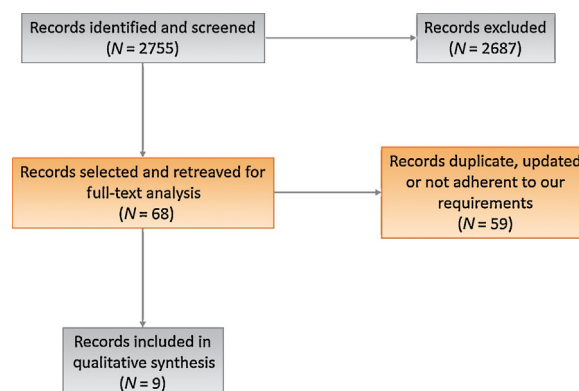 Records identified and screened
(N = 2755)
Records excluded
(N = 2687)
Records selected and retreaved for
full-text analysis
(N = 68)
Records duplicate, updated
or not adherent to our
requirements
(N = 59)
Records included in
qualitative synthesis
(N = 9)